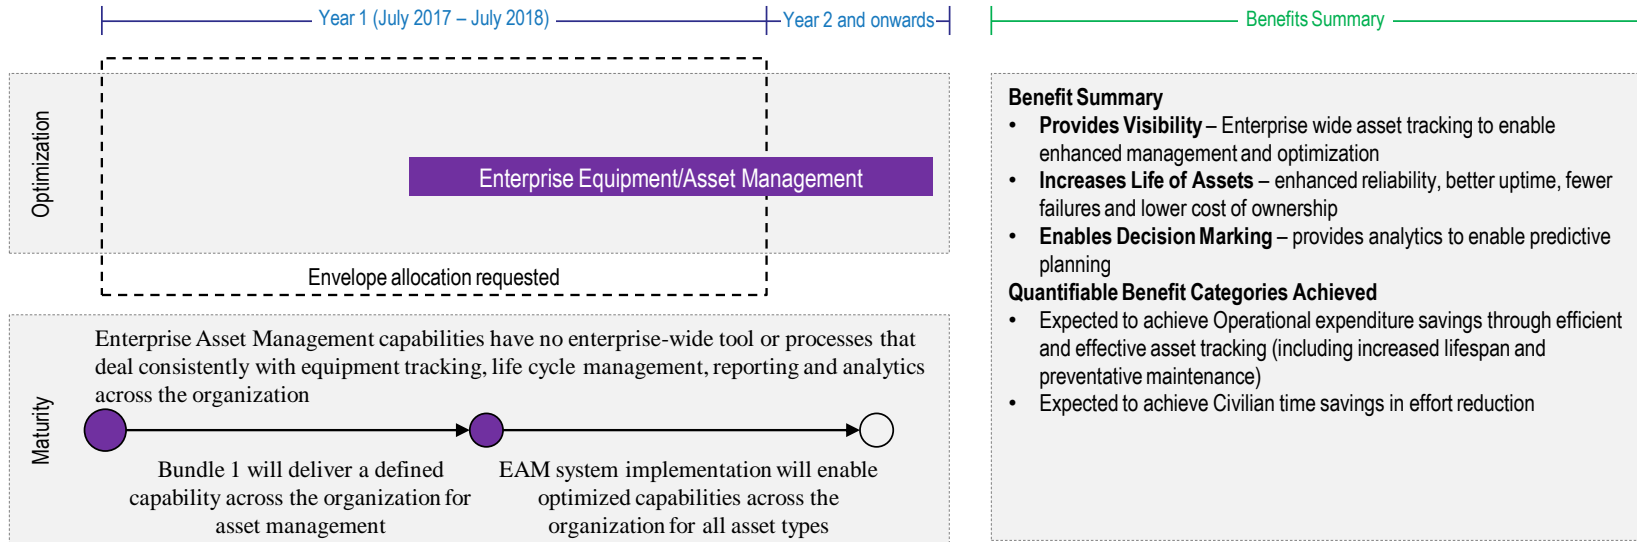 Year 1 (July 2017 – July 2018)
Year 2 and onwards
Benefits Summary
Optimization
Enterprise Equipment/Asset Management
Envelope allocation requested
Maturity
Enterprise Asset Management capabilities have no enterprise-wide tool or processes that
deal consistently with equipment tracking, life cycle management, reporting and analytics
across the organization
Bundle 1 will deliver a defined
capability across the organization for
asset management
EAM system implementation will enable
optimized capabilities across the
organization for all asset types
Benefit Summary
• Provides Visibility – Enterprise wide asset tracking to enable
enhanced management and optimization
• Increases Life of Assets – enhanced reliability, better uptime, fewer
failures and lower cost of ownership
• Enables Decision Marking – provides analytics to enable predictive
planning
Quantifiable Benefit Categories Achieved
• Expected to achieve Operational expenditure savings through efficient
and effective asset tracking (including increased lifespan and
preventative maintenance)
• Expected to achieve Civilian time savings in effort reduction